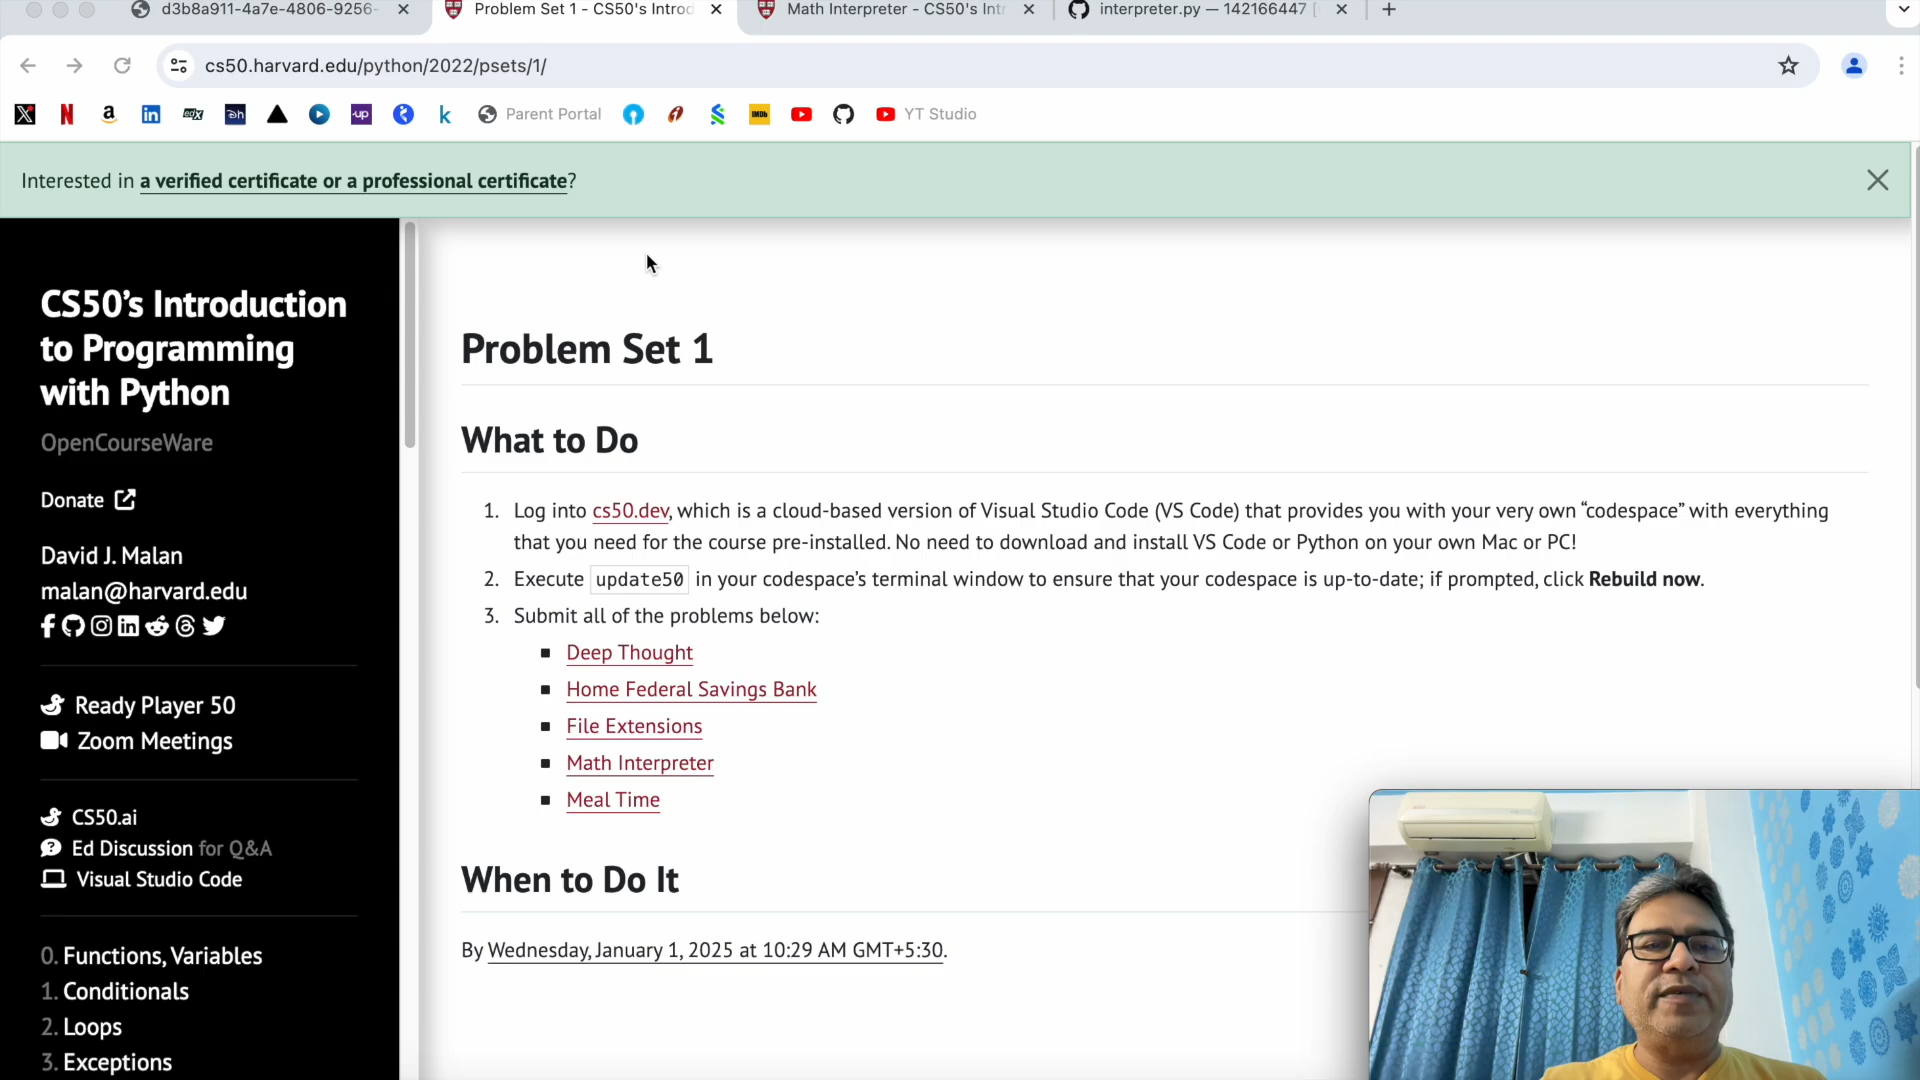 d3b8a911-4a7e-4806-9256-
Problem Set 1 - CS50's Introd
Math Interpreter - CS50's Intr
interpreter.py — 142166447 [
cs50.harvard.edu/python/2022/psets/1/
Parent Portal
YT Studio
Interested in a verified certificate or a professional certificate?
CS50’s Introduction
to Programming
with Python
OpenCourseWare
Donate
David J. Malan
malan@harvard.edu
Ready Player 50
Zoom Meetings
CS50.ai
Ed Discussion for Q&A
Visual Studio Code
0. Functions, Variables
1. Conditionals
2. Loops
3. Exceptions
Problem Set 1
What to Do
1. Log into cs50.dev, which is a cloud-based version of Visual Studio Code (VS Code) that provides you with your very own “codespace” with everything
that you need for the course pre-installed. No need to download and install VS Code or Python on your own Mac or PC!
2. Execute update50 in your codespace’s terminal window to ensure that your codespace is up-to-date; if prompted, click Rebuild now.
3. Submit all of the problems below:
Deep Thought
Home Federal Savings Bank
File Extensions
Math Interpreter
Meal Time
When to Do It
By Wednesday, January 1, 2025 at 10:29 AM GMT+5:30.